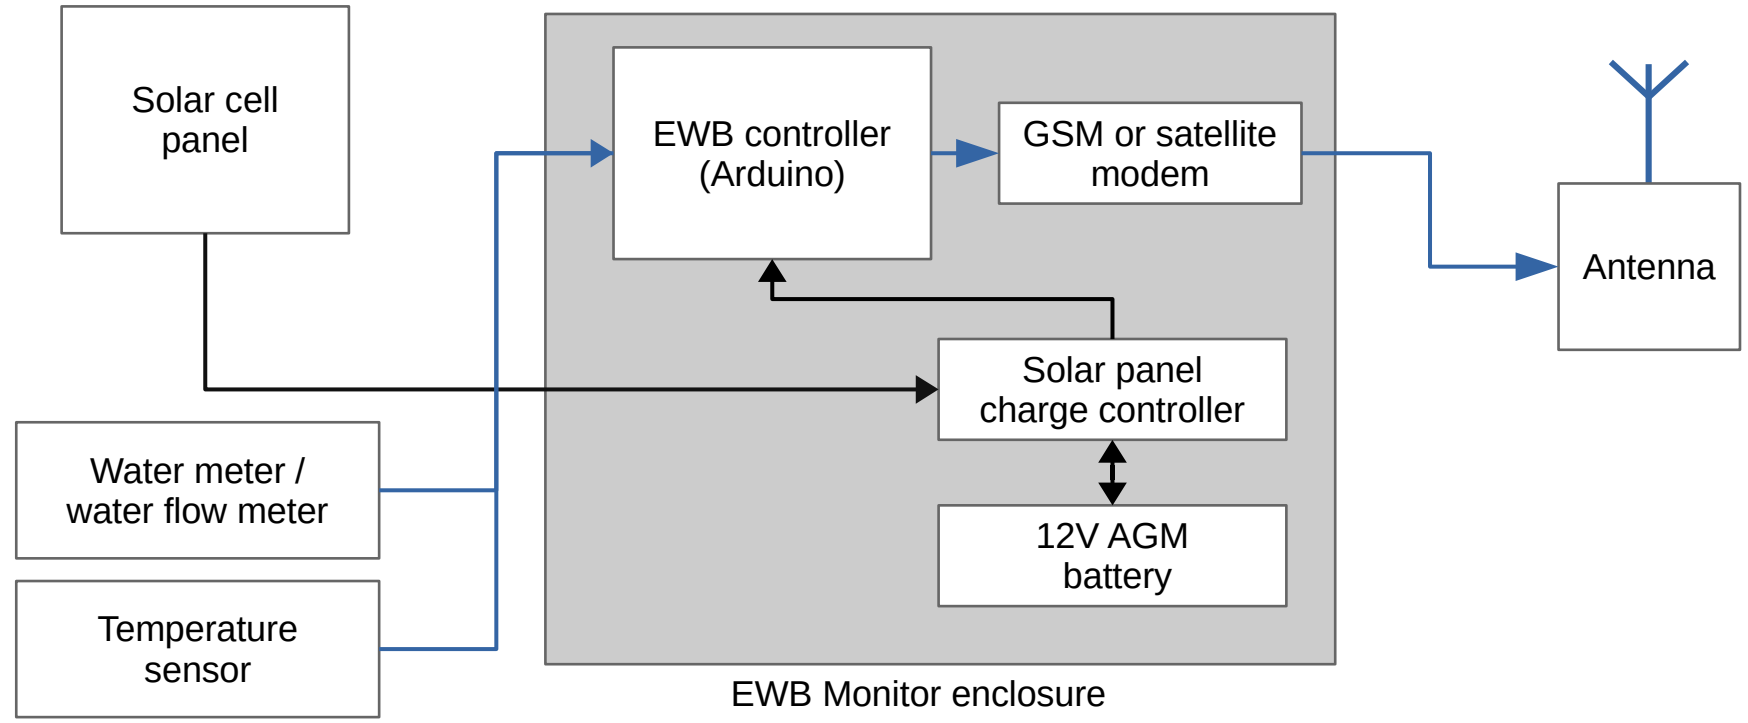 Solar cell
panel
EWB controller
(Arduino)
GSM or satellite
modem
Antenna
Solar panel
charge controller
Water meter /
water flow meter
12V AGM
battery
Temperature
sensor
EWB Monitor enclosure